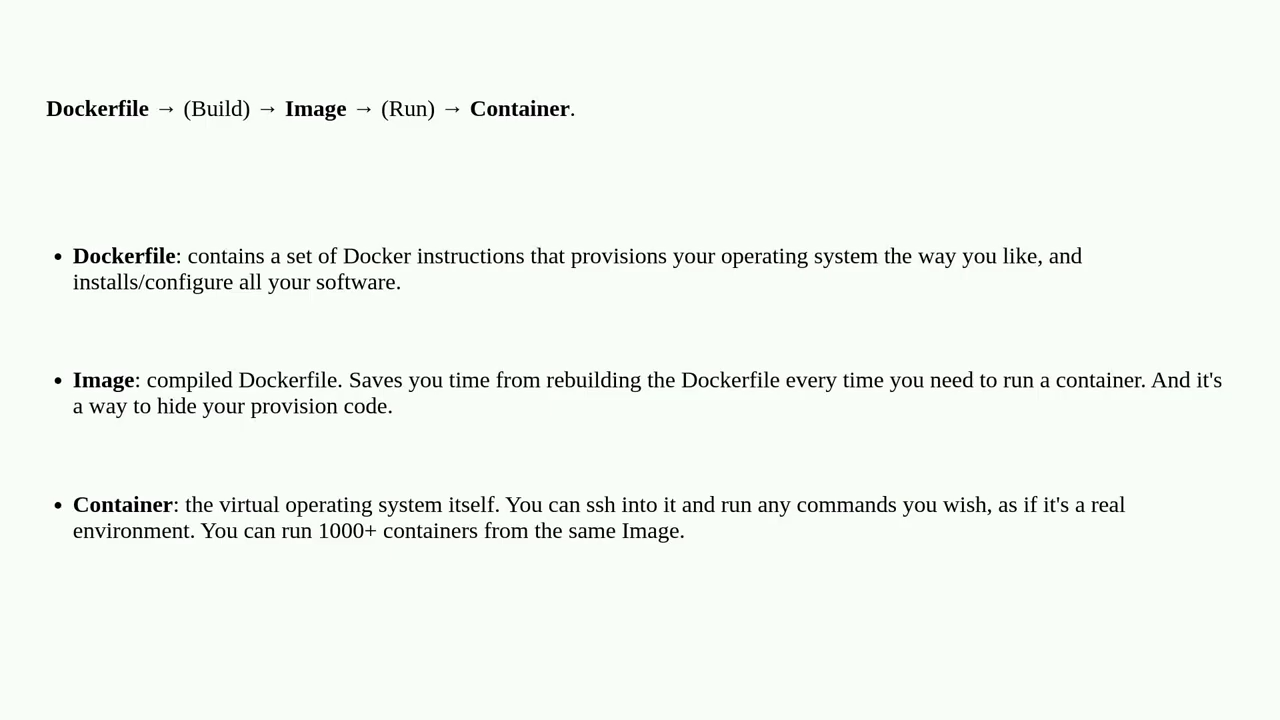 Dockerfile → (Build) → Image → (Run) → Container.
• Dockerfile: contains a set of Docker instructions that provisions your operating system the way you like, and
installs/configure all your software.
• Image: compiled Dockerfile. Saves you time from rebuilding the Dockerfile every time you need to run a container. And it's
a way to hide your provision code.
• Container: the virtual operating system itself. You can ssh into it and run any commands you wish, as if it's a real
environment. You can run 1000+ containers from the same Image.